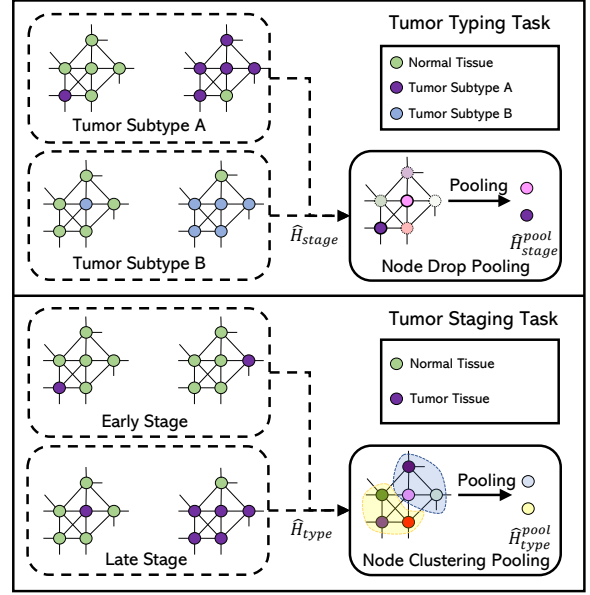 Tumor Typing Task
Normal Tissue
Tumor Subtype A
Tumor Subtype B
Tumor Subtype A
Tumor Subtype B
Ĥ_stage
Pooling
Ĥ^pool_stage
Node Drop Pooling
Tumor Staging Task
Normal Tissue
Tumor Tissue
Early Stage
Late Stage
Ĥ_type
Pooling
Ĥ^pool_type
Node Clustering Pooling